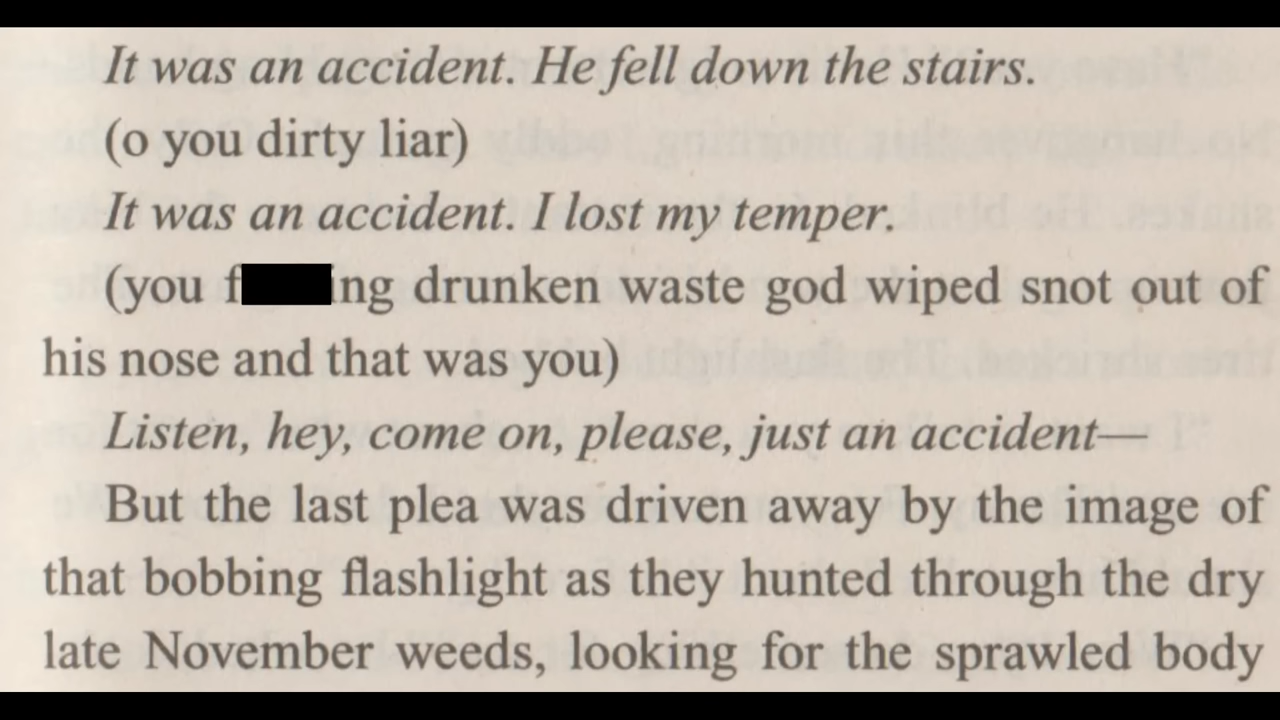 It was an accident. He fell down the stairs.
(o you dirty liar)
It was an accident. I lost my temper.
(you f ng drunken waste god wiped snot out of
his nose and that was you)
Listen, hey, come on, please, just an accident—
But the last plea was driven away by the image of
that bobbing flashlight as they hunted through the dry
late November weeds, looking for the sprawled body